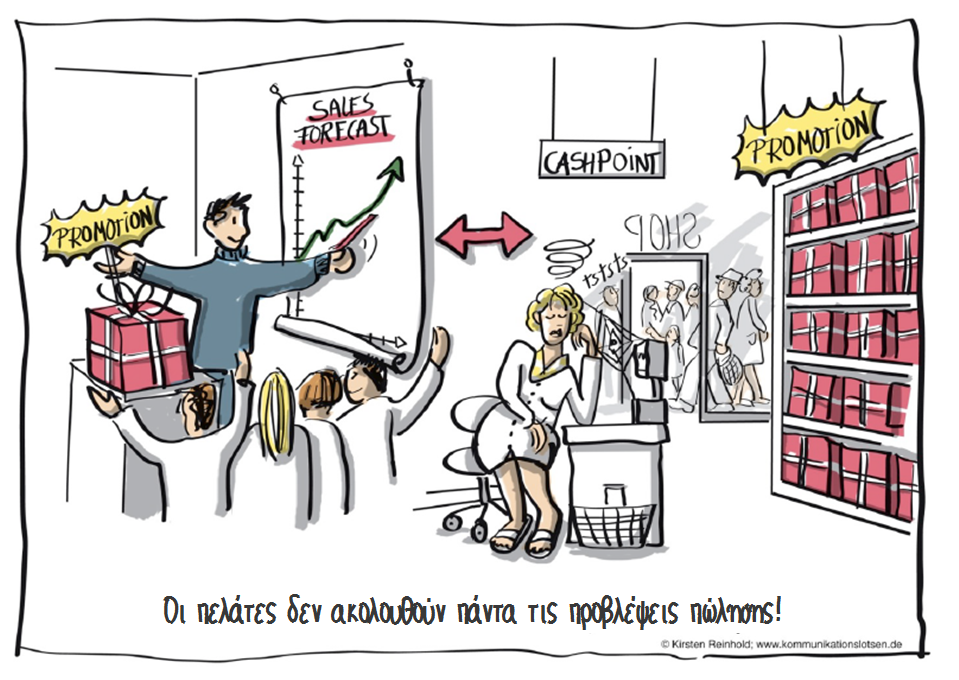 SALES
FORECAST
PROMOTION
CASHPOINT
PROMOTION
SHOP
tststs
Οι πελάτες δεν ακολουθούν πάντα τις προβλέψεις πώλησης!
© Kirsten Reinhold; www.kommunikationslotsen.de